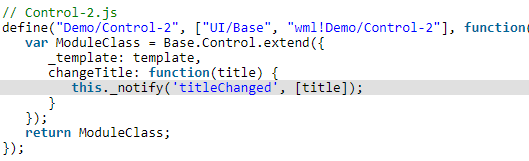 // Control-2.js
define("Demo/Control-2", ["UI/Base", "wml!Demo/Control-2"], function(
var ModuleClass = Base.Control.extend({
_template: template,
changeTitle: function(title) {
this._notify('titleChanged', [title]);
}
});
return ModuleClass;
});